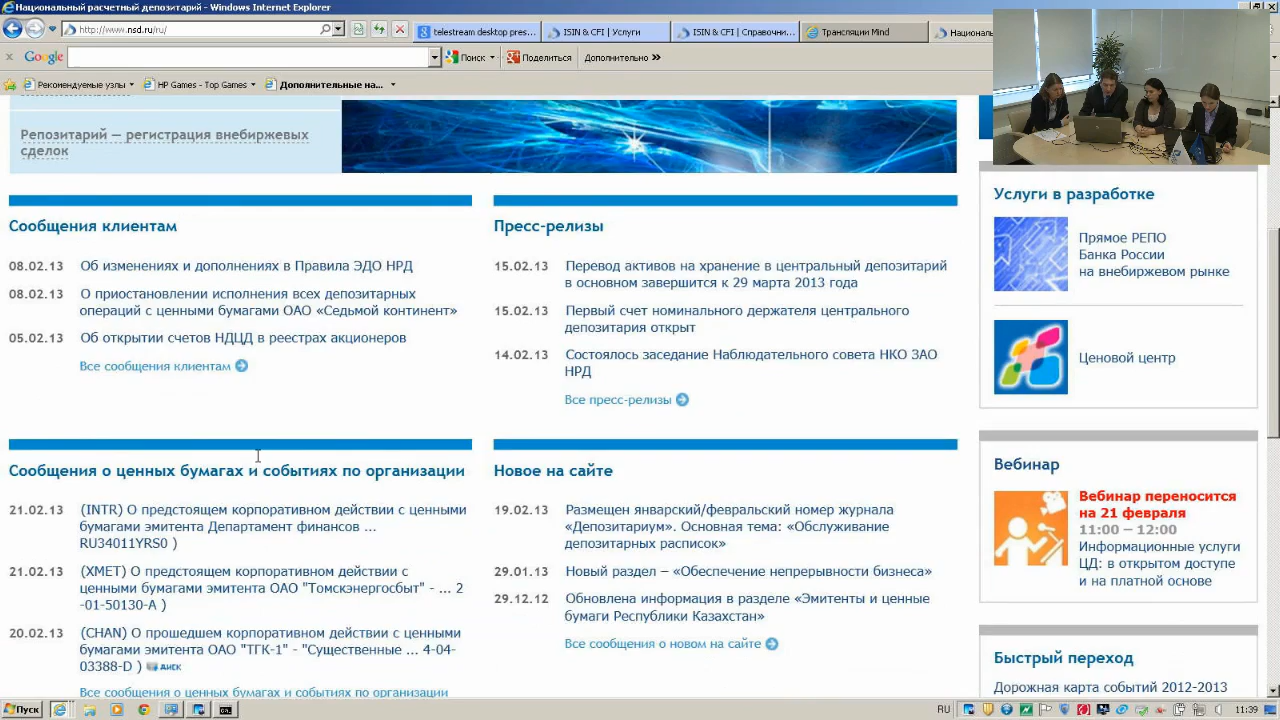 Национальный расчетный депозитарий - Windows Internet Explorer
http://www.nsd.ru/ru/
telestream desktop pres...
ISIN & CFI | Услуги
ISIN & CFI | Справочни...
Трансляции Mind
Национал
Google
Поиск
Поделиться
Дополнительно »
Рекомендуемые узлы
HP Games - Top Games
Дополнительные на...
Репозитарий — регистрация внебиржевых
сделок
Сообщения клиентам
08.02.13 Об изменениях и дополнениях в Правила ЭДО НРД
08.02.13 О приостановлении исполнения всех депозитарных
операций с ценными бумагами ОАО «Седьмой континент»
05.02.13 Об открытии счетов НДЦД в реестрах акционеров
Все сообщения клиентам
Пресс-релизы
15.02.13 Перевод активов на хранение в центральный депозитарий
в основном завершится к 29 марта 2013 года
15.02.13 Первый счет номинального держателя центрального
депозитария открыт
14.02.13 Состоялось заседание Наблюдательного совета НКО ЗАО
НРД
Все пресс-релизы
Сообщения о ценных бумагах и событиях по организации
21.02.13 (INTR) О предстоящем корпоративном действии с ценными
бумагами эмитента Департамент финансов ...
RU34011YRS0 )
21.02.13 (XMET) О предстоящем корпоративном действии с
ценными бумагами эмитента ОАО "Томскэнергосбыт" - ... 2
-01-50130-A )
20.02.13 (CHAN) О прошедшем корпоративном действии с ценными
бумагами эмитента ОАО "ТГК-1" - "Существенные ... 4-04-
03388-D ) ДИСК
Все сообщения о ценных бумагах и событиях по организации
Новое на сайте
19.02.13 Размещен январский/февральский номер журнала
«Депозитариум». Основная тема: «Обслуживание
депозитарных расписок»
29.01.13 Новый раздел – «Обеспечение непрерывности бизнеса»
29.12.12 Обновлена информация в разделе «Эмитенты и ценные
бумаги Республики Казахстан»
Все сообщения о новом на сайте
Услуги в разработке
Прямое РЕПО
Банка России
на внебиржевом рынке
Ценовой центр
Вебинар
Вебинар переносится
на 21 февраля
11:00 – 12:00
Информационные услуги
ЦД: в открытом доступе
и на платной основе
Быстрый переход
Дорожная карта событий 2012-2013
Пуск
RU
11:39